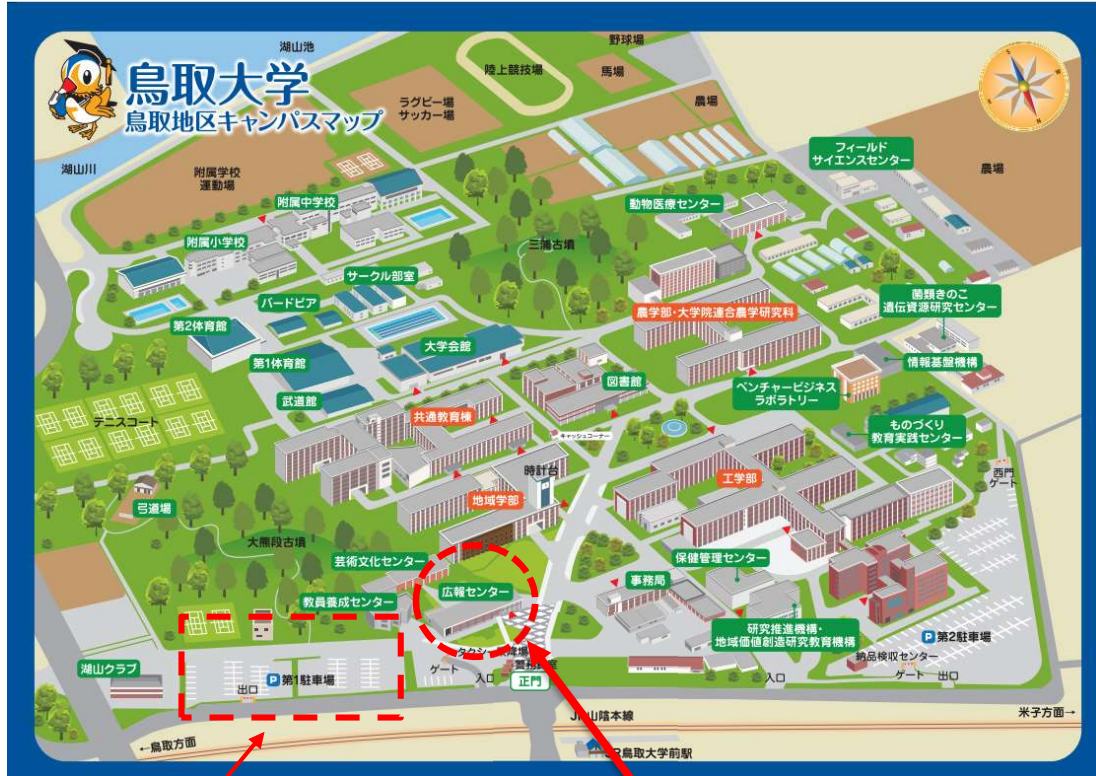 湖山池
野球場
鳥取大学
鳥取地区キャンパスマップ
陸上競技場
馬場
ラグビー場
サッカー場
農場
フィールド
サイエンスセンター
農場
湖山川
附属学校
運動場
附属中学校
動物医療センター
附属小学校
三浦古墳
サークル部室
バードピア
菌類きのこ
遺伝資源研究センター
農学部・大学院連合農学研究科
第2体育館
大学会館
第1体育館
情報基盤機構
図書館
ベンチャービジネス
ラボラトリー
武道館
共通教育棟
テニスコート
ものづくり
教育実践センター
キャッシュコーナー
時計台
西門
ゲート
工学部
地域学部
弓道場
大熊段古墳
芸術文化センター
保健管理センター
広報センター
事務局
教員養成センター
研究推進機構・
地域価値創造研究教育機構
P 第2駐車場
湖山クラブ
納品検収センター
ゲート
入口
正門
入口
ゲート 出口
P 第1駐車場
出口
JR山陰本線
米子方面→
←鳥取方面
JR鳥取大学前駅